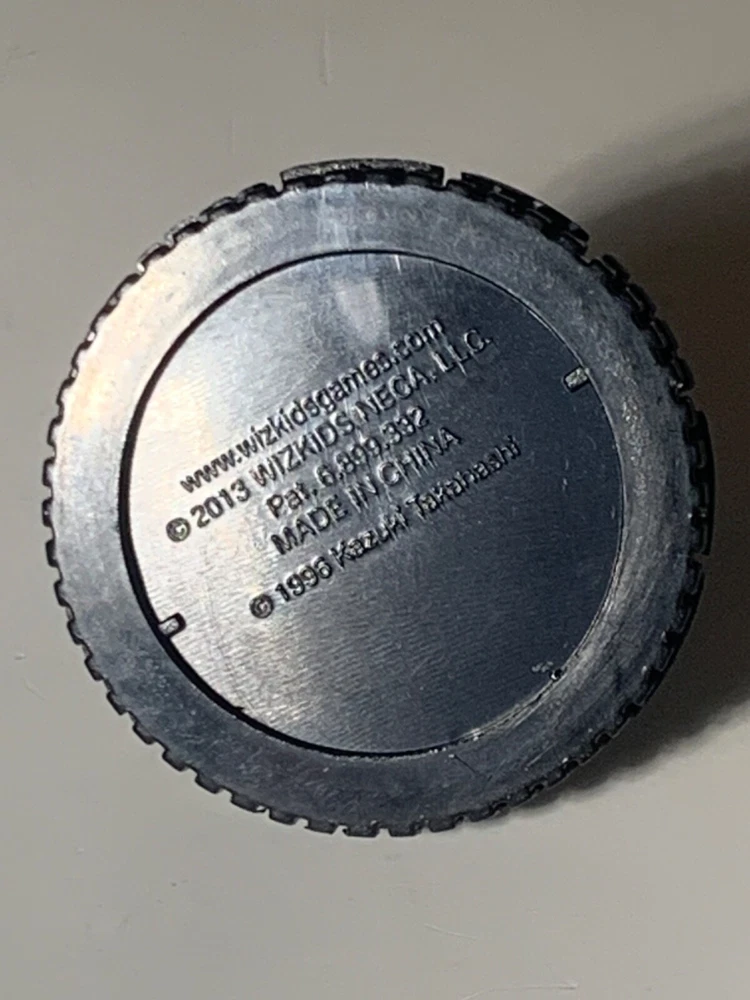 www.wizkidsgames.com
© 2013 WIZKIDS/NECA, LLC.
Pat. 6,899,332
MADE IN CHINA
© 1996 Kazuki Takahashi